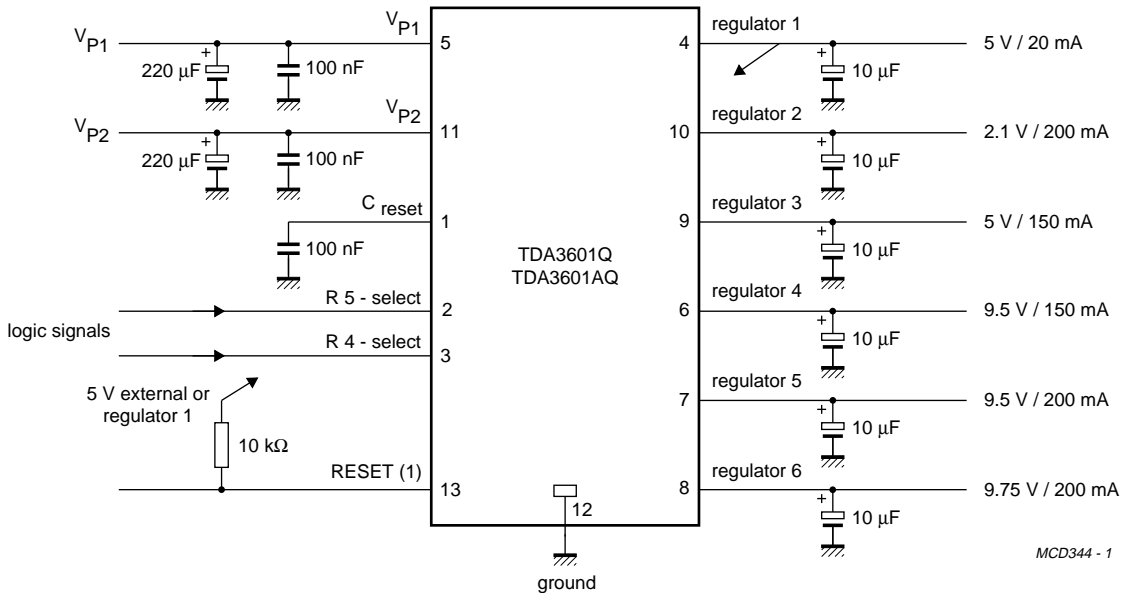 VP1
220 μF
+
100 nF
VP1
5
VP2
220 μF
+
100 nF
VP2
11
C reset
1
100 nF
logic signals
R 5 - select
2
R 4 - select
3
5 V external or
regulator 1
10 kΩ
RESET (1)
13
TDA3601Q
TDA3601AQ
12
ground
regulator 1
4
+
10 μF
5 V / 20 mA
regulator 2
10
+
10 μF
2.1 V / 200 mA
regulator 3
9
+
10 μF
5 V / 150 mA
regulator 4
6
+
10 μF
9.5 V / 150 mA
regulator 5
7
+
10 μF
9.5 V / 200 mA
regulator 6
8
+
10 μF
9.75 V / 200 mA
MCD344 - 1